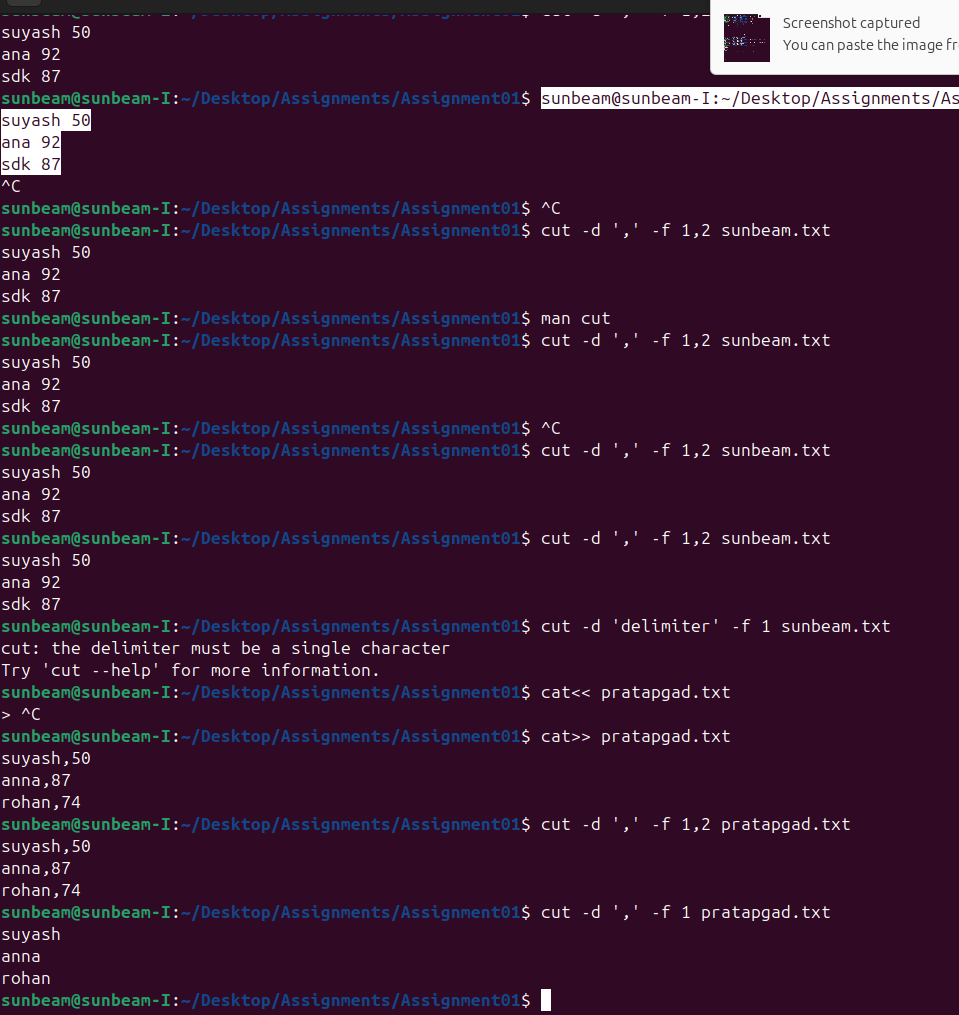 Screenshot captured
You can paste the image fr
suyash 50
ana 92
sdk 87
sunbeam@sunbeam-I:~/Desktop/Assignments/Assignment01$ sunbeam@sunbeam-I:~/Desktop/Assignments/As
suyash 50
ana 92
sdk 87
^C
sunbeam@sunbeam-I:~/Desktop/Assignments/Assignment01$ ^C
sunbeam@sunbeam-I:~/Desktop/Assignments/Assignment01$ cut -d ',' -f 1,2 sunbeam.txt
suyash 50
ana 92
sdk 87
sunbeam@sunbeam-I:~/Desktop/Assignments/Assignment01$ man cut
sunbeam@sunbeam-I:~/Desktop/Assignments/Assignment01$ cut -d ',' -f 1,2 sunbeam.txt
suyash 50
ana 92
sdk 87
sunbeam@sunbeam-I:~/Desktop/Assignments/Assignment01$ ^C
sunbeam@sunbeam-I:~/Desktop/Assignments/Assignment01$ cut -d ',' -f 1,2 sunbeam.txt
suyash 50
ana 92
sdk 87
sunbeam@sunbeam-I:~/Desktop/Assignments/Assignment01$ cut -d ',' -f 1,2 sunbeam.txt
suyash 50
ana 92
sdk 87
sunbeam@sunbeam-I:~/Desktop/Assignments/Assignment01$ cut -d 'delimiter' -f 1 sunbeam.txt
cut: the delimiter must be a single character
Try 'cut --help' for more information.
sunbeam@sunbeam-I:~/Desktop/Assignments/Assignment01$ cat<< pratapgad.txt
> ^C
sunbeam@sunbeam-I:~/Desktop/Assignments/Assignment01$ cat>> pratapgad.txt
suyash,50
anna,87
rohan,74
sunbeam@sunbeam-I:~/Desktop/Assignments/Assignment01$ cut -d ',' -f 1,2 pratapgad.txt
suyash,50
anna,87
rohan,74
sunbeam@sunbeam-I:~/Desktop/Assignments/Assignment01$ cut -d ',' -f 1 pratapgad.txt
suyash
anna
rohan
sunbeam@sunbeam-I:~/Desktop/Assignments/Assignment01$